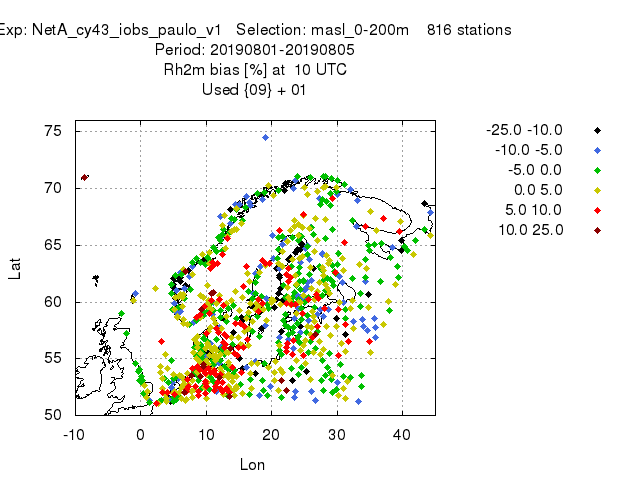 Exp: NetA_cy43_iobs_paulo_v1 Selection: masl_0-200m 816 stations
Period: 20190801-20190805
Rh2m bias [%] at 10 UTC
Used {09} + 01
-25.0 -10.0
-10.0 -5.0
-5.0 0.0
0.0 5.0
5.0 10.0
10.0 25.0
75
70
65
60
55
50
Lat
-10 0 10 20 30 40
Lon